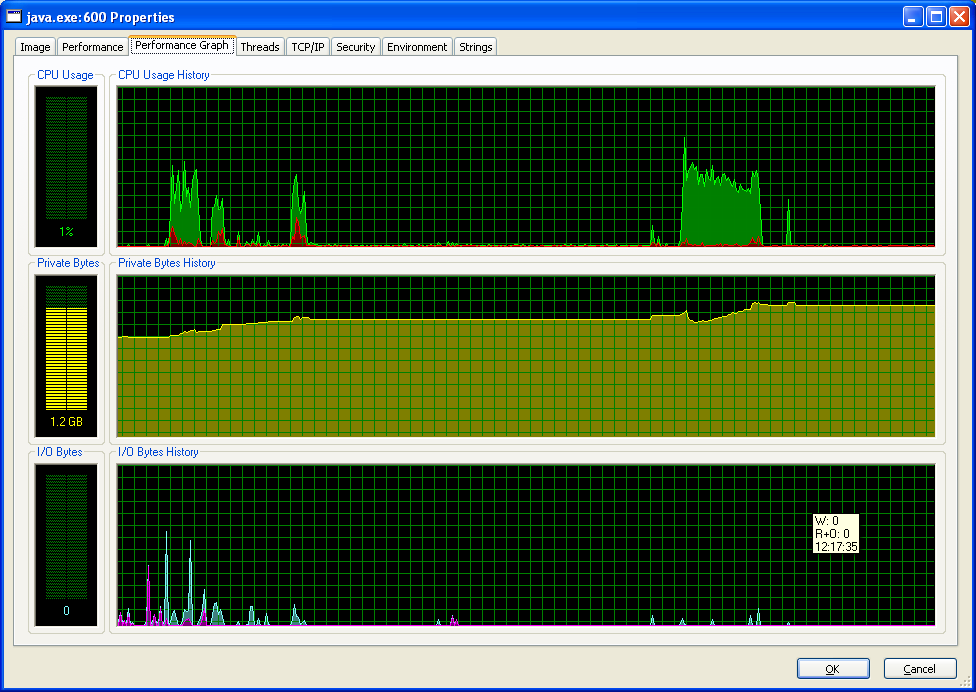 java.exe:600 Properties
Image Performance Performance Graph Threads TCP/IP Security Environment Strings
CPU Usage CPU Usage History
1%
Private Bytes Private Bytes History
1.2 GB
I/O Bytes I/O Bytes History
W: 0
R+O: 0
12:17:35
0
OK Cancel